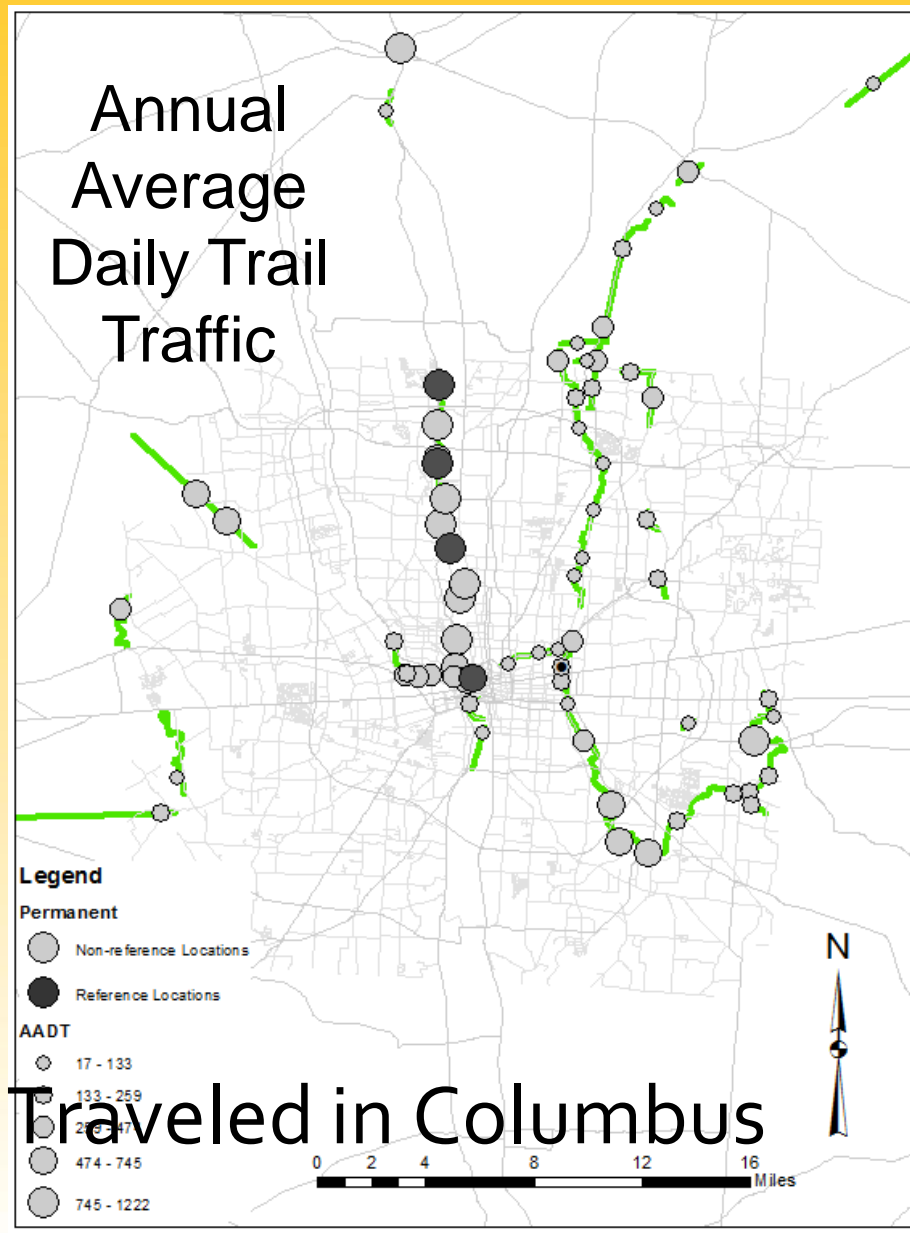 Annual
Average
Daily Trail
Traffic
Legend
Permanent
Non-reference Locations
Reference Locations
AADT
17 - 133
133 - 259
474 - 745
745 - 1222
Traveled in Columbus
N
0 2 4 8 12 16
Miles